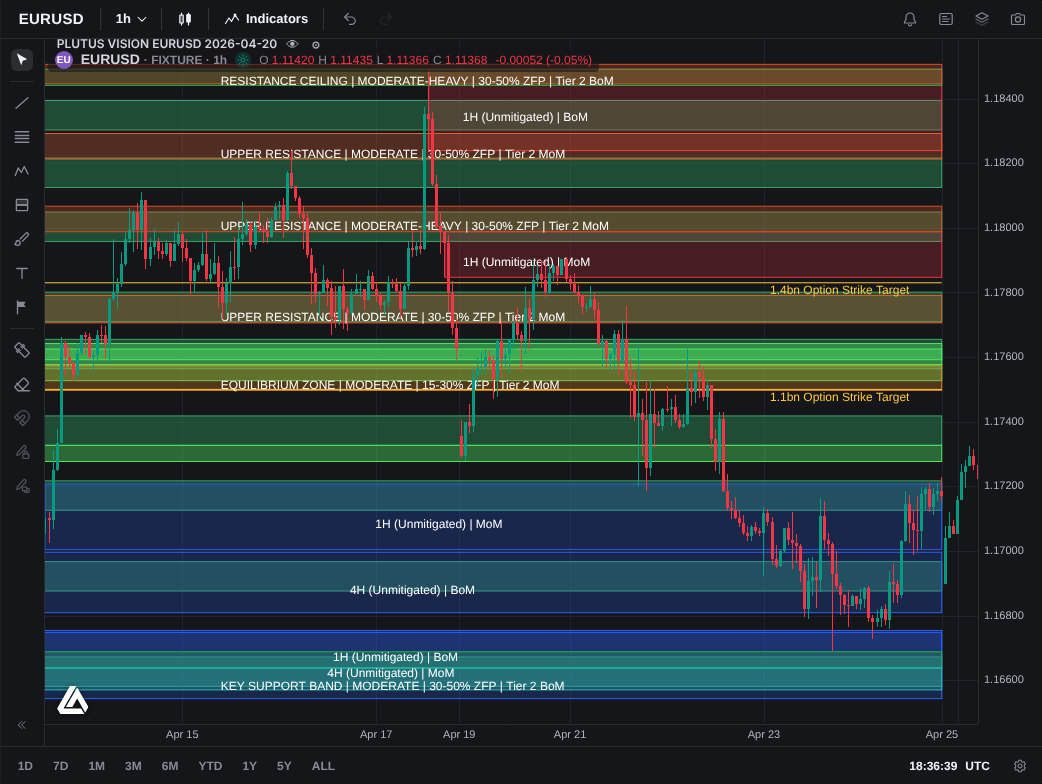 EURUSD 1h Indicators
PLUTUS VISION EURUSD 2026-04-20
EU EURUSD · FIXTURE · 1h O 1.11420 H 1.11435 L 1.11366 C 1.11368 -0.00052 (-0.05%)
RESISTANCE CEILING | MODERATE-HEAVY | 30-50% ZFP | Tier 2 BoM
1.18400
1H (Unmitigated) | BoM
UPPER RESISTANCE | MODERATE | 30-50% ZFP | Tier 2 MoM
1.18200
UPPER RESISTANCE | MODERATE-HEAVY | 30-50% ZFP | Tier 2 MoM
1.18000
1H (Unmitigated) | MoM
1.4bn Option Strike Target
1.17800
UPPER RESISTANCE | MODERATE | 30-50% ZFP | Tier 2 MoM
1.17600
EQUILIBRIUM ZONE | MODERATE | 15-30% ZFP | Tier 2 MoM
1.1bn Option Strike Target
1.17400
1.17200
1H (Unmitigated) | MoM
1.17000
4H (Unmitigated) | BoM
1.16800
1H (Unmitigated) | BoM
4H (Unmitigated) | MoM
1.16600
KEY SUPPORT BAND | MODERATE | 30-50% ZFP | Tier 2 BoM
Apr 15 Apr 17 Apr 19 Apr 21 Apr 23 Apr 25
1D 7D 1M 3M 6M YTD 1Y 5Y ALL 18:36:39 UTC